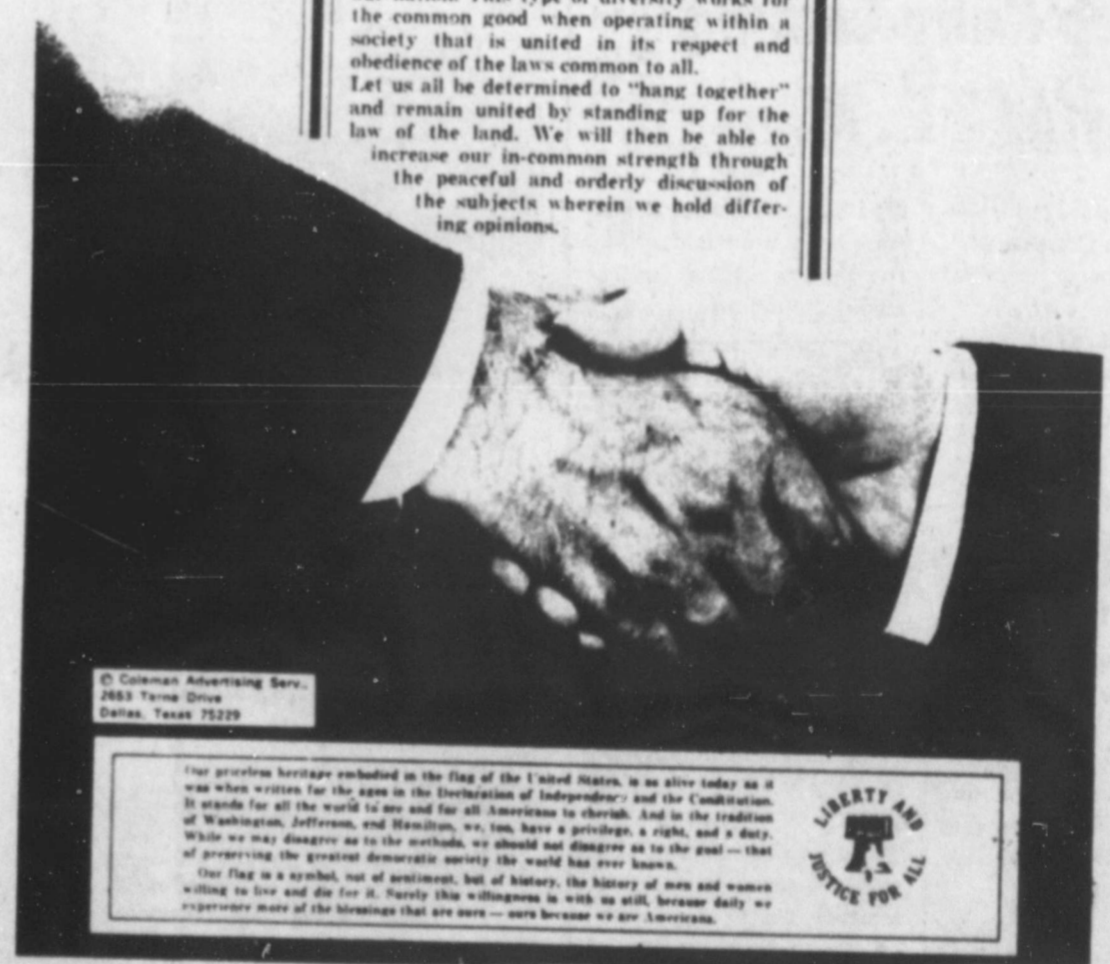 the common good when operating within a
society that is united in its respect and
obedience of the laws common to all.
Let us all be determined to "hang together"
and remain united by standing up for the
law of the land. We will then be able to
increase our in-common strength through
the peaceful and orderly discussion of
the subjects wherein we hold differ-
ing opinions.
© Coleman Advertising Serv.,
2653 Drive
Dallas, Texas 75229
Our priceless heritage embodied in the flag of the United States, is as alive today as it
was when written for the ages in the Declaration of Independence and the Constitution.
It stands for all the world to see and for all Americans to cherish. And in the tradition
of Washington, Jefferson, and Hamilton, we, too, have a privilege, a right, and a duty.
While we may disagree as to the methods, we should not disagree as to the goal — that
of preserving the greatest democratic society the world has ever known.
Our flag is a symbol, not of sentiment, but of history, the history of men and women
willing to live and die for it. Surely this willingness is with us still, because daily we
experience more of the blessings that are ours — ours because we are Americans.
LIBERTY AND
JUSTICE FOR ALL